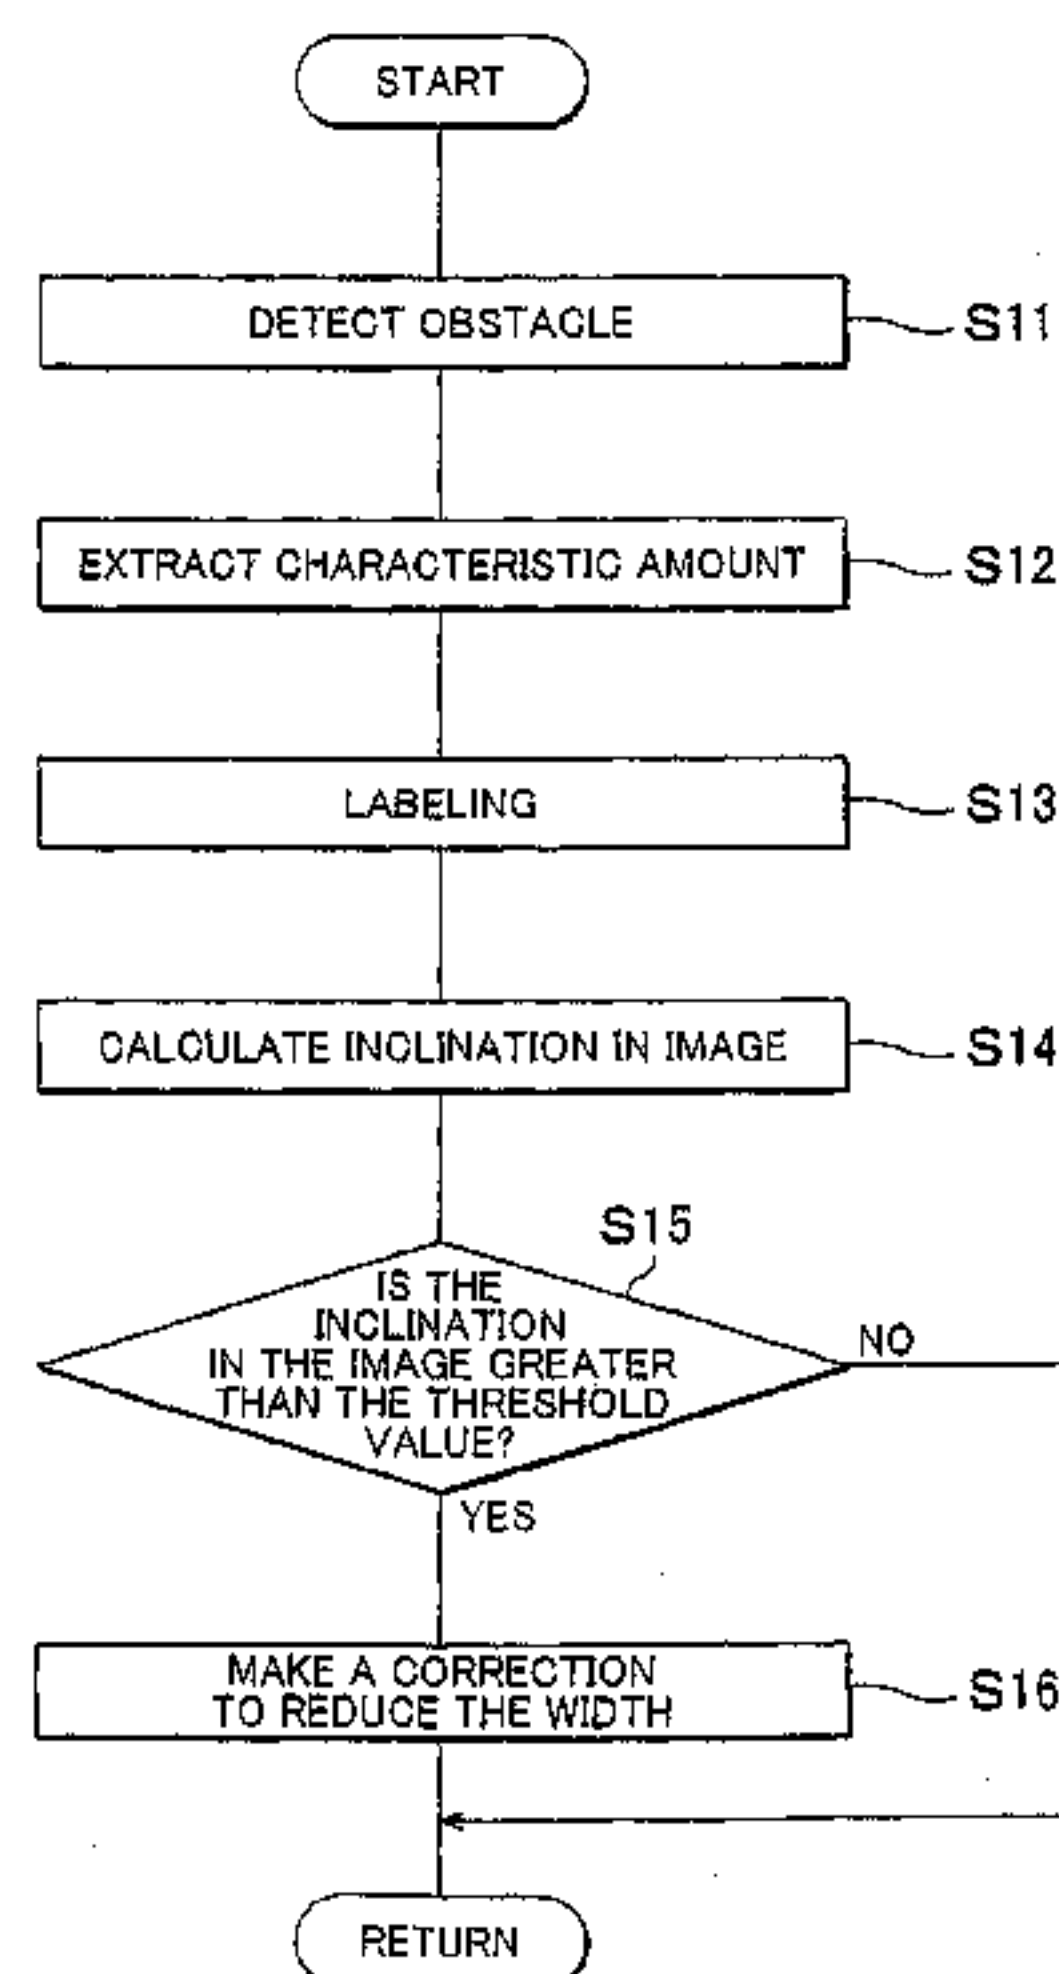 START
DETECT OBSTACLE
S11
EXTRACT CHARACTERISTIC AMOUNT
S12
LABELING
S13
CALCULATE INCLINATION IN IMAGE
S14
S15
IS THE
INCLINATION
IN THE IMAGE GREATER
THAN THE THRESHOLD
VALUE?
NO
YES
MAKE A CORRECTION
TO REDUCE THE WIDTH
S16
RETURN